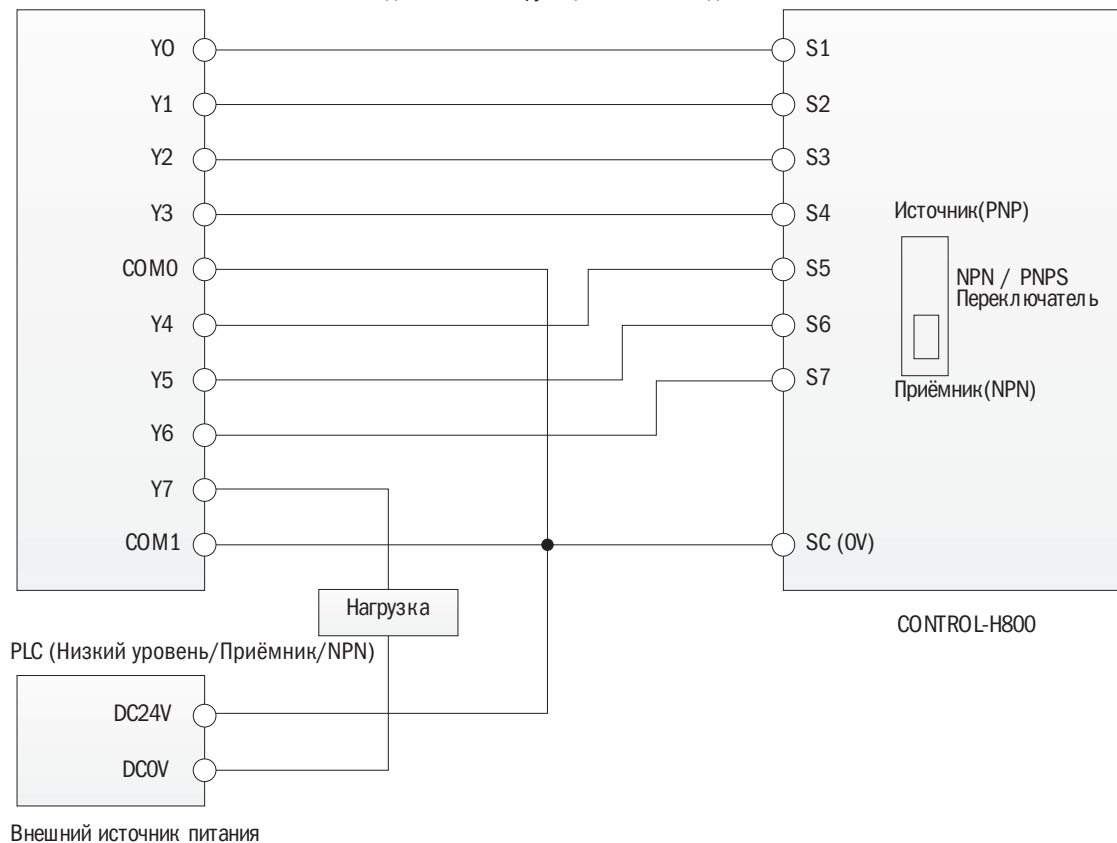 Y0
Y1
Y2
Y3
COM0
Y4
Y5
Y6
Y7
COM1
S1
S2
S3
S4
S5
S6
S7
SC (0V)
Источник(PNP)
NPN / PNPS
Переключатель
Приёмник(NPN)
Нагрузка
CONTROL-H800
PLC (Низкий уровень/Приёмник/NPN)
DC24V
DC0V
Внешний источник питания